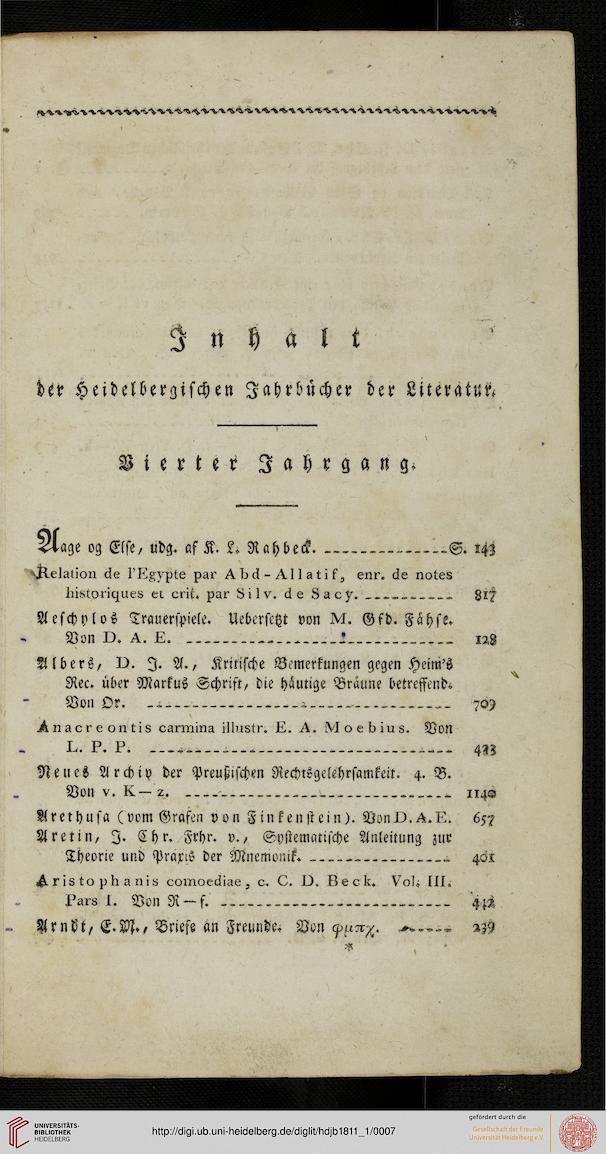 Inhalt
der Heidelbergischen Jahrbücher der Literatur.
Vierter Jahrgang.
Aage og Else, udg. af K. L. Rahbeck. S. 143
Relation de l'Egypte par Abd-Allatif, enr. de notes
historiques et crit. par Silv. de Sacy. 817
Aeschylos Trauerspiele. Uebersetzt von M. Gfd. Fähse.
Von D. A. E. 128
Albers, D. J. A., Kritische Bemerkungen gegen Heim's
Rec. über Markus Schrift, die häutige Bräune betreffend.
Von Or. 709
Anacreontis carmina illustr. E. A. Moebius. Von
L. P. P. 433
Neues Archiv der Preußischen Rechtsgelehrsamkeit. 4. B.
Von v. K—z. 1140
Arethusa (vom Grafen von Finkenstein). Von D. A. E. 657
Aretin, J. Chr. Frhr. v., Systematische Anleitung zur
Theorie und Praxis der Mnemonik. 401
Aristophanis comoediae, c. C. D. Beck. Vol. III.
Pars I. Von R—s. 442
Arndt, E. M., Briefe an Freunde. Von φμπχ. 239
*
UNIVERSITÄTS-
BIBLIOTHEK
HEIDELBERG
http://digi.ub.uni-heidelberg.de/diglit/hdjb1811_1/0007
gefördert durch die
Gesellschaft der Freunde
Universität Heidelberg e.V.